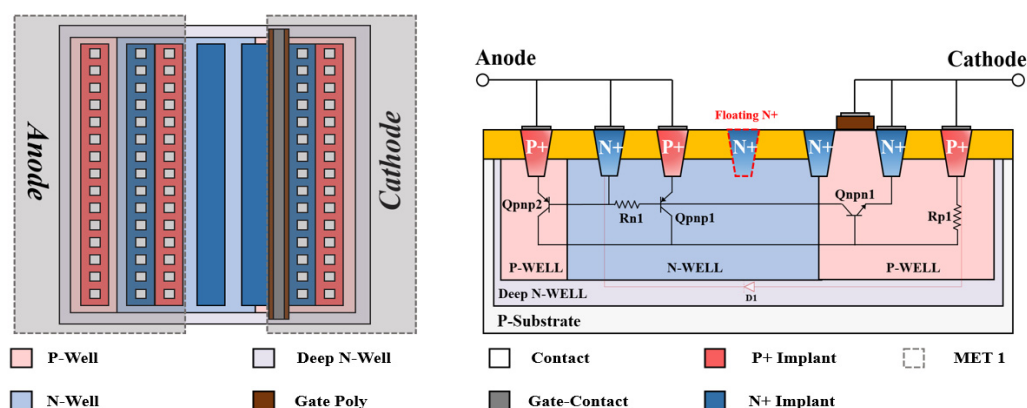 Anode
Cathode
Anode
Cathode
Floating N+
P+
N+
P+
N+
N+
N+
P+
Qpnp2
Rn1
Qpnp1
Qnpn1
Rp1
P-WELL
N-WELL
P-WELL
Deep N-WELL
D1
P-Substrate
P-Well
Deep N-Well
Contact
P+ Implant
MET 1
N-Well
Gate Poly
Gate-Contact
N+ Implant